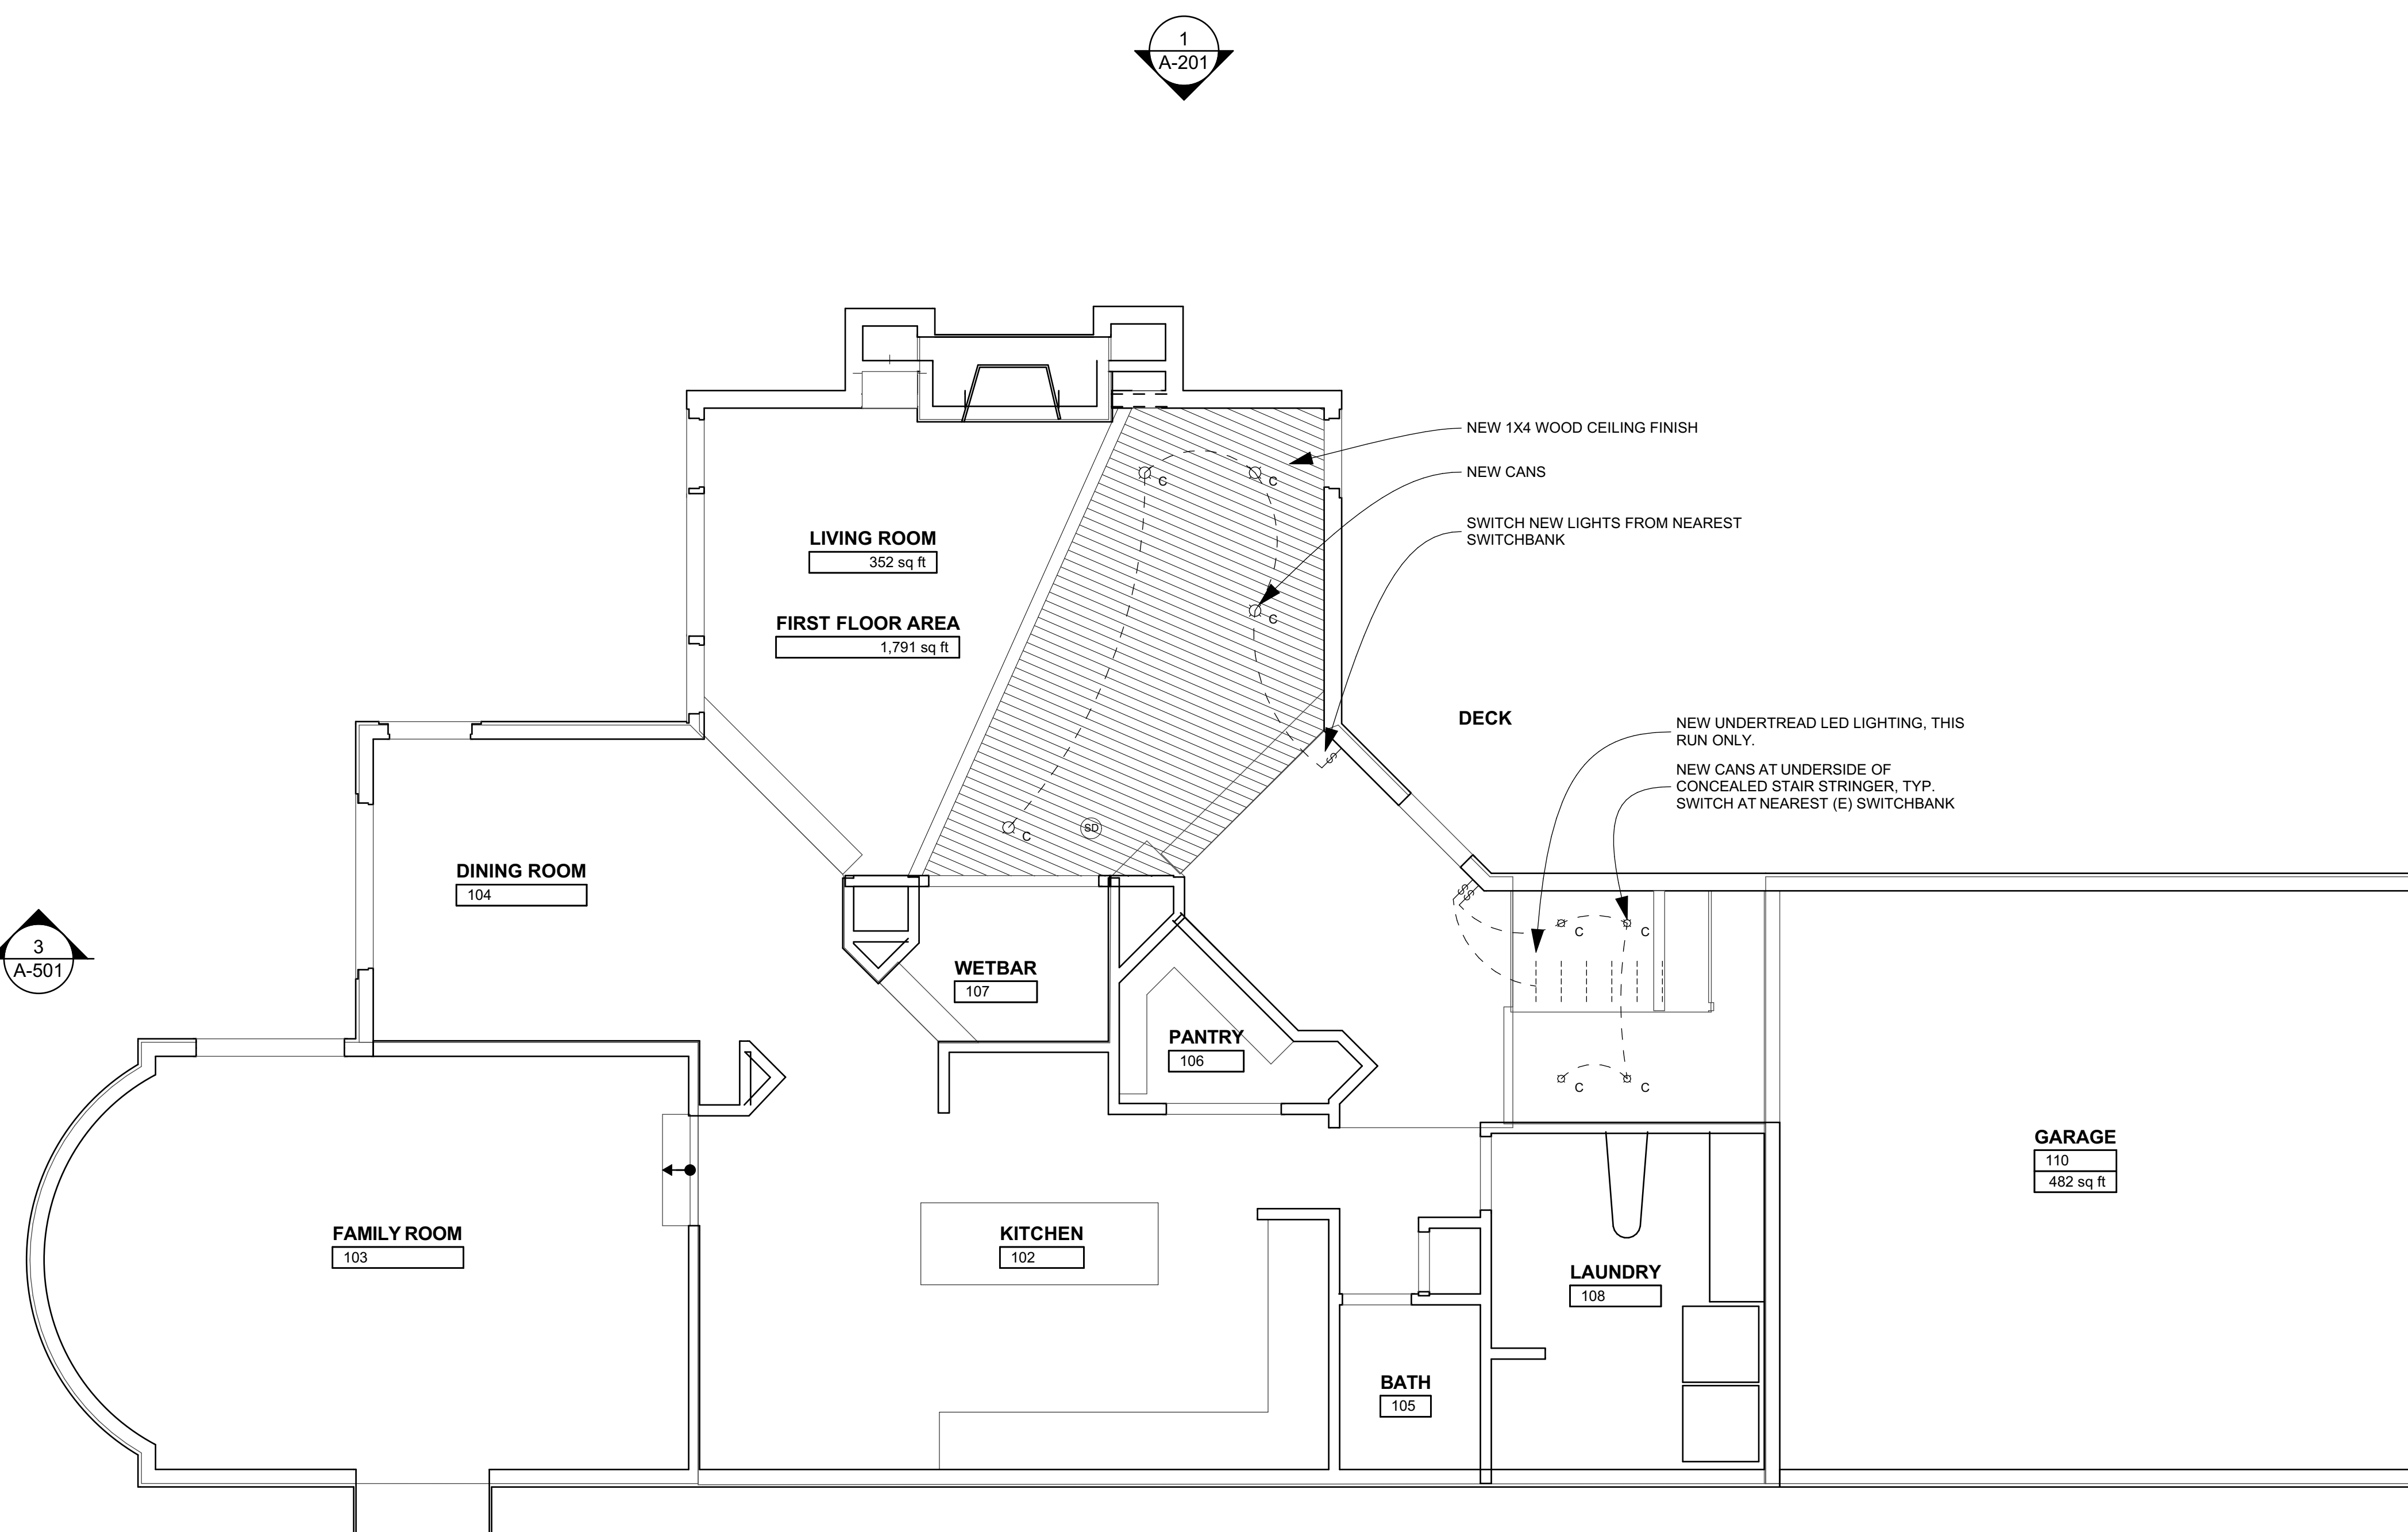 1
A-201
NEW 1X4 WOOD CEILING FINISH
NEW CANS
C
C
SWITCH NEW LIGHTS FROM NEAREST
SWITCHBANK
LIVING ROOM
352 sq ft
FIRST FLOOR AREA
1,791 sq ft
C
DECK
NEW UNDERTREAD LED LIGHTING, THIS
RUN ONLY.
S
NEW CANS AT UNDERSIDE OF
CONCEALED STAIR STRINGER, TYP.
SWITCH AT NEAREST (E) SWITCHBANK
C
SD
DINING ROOM
104
S
S
C
C
3
A-501
WETBAR
107
PANTRY
106
C
C
GARAGE
110
482 sq ft
FAMILY ROOM
103
KITCHEN
102
LAUNDRY
108
BATH
105